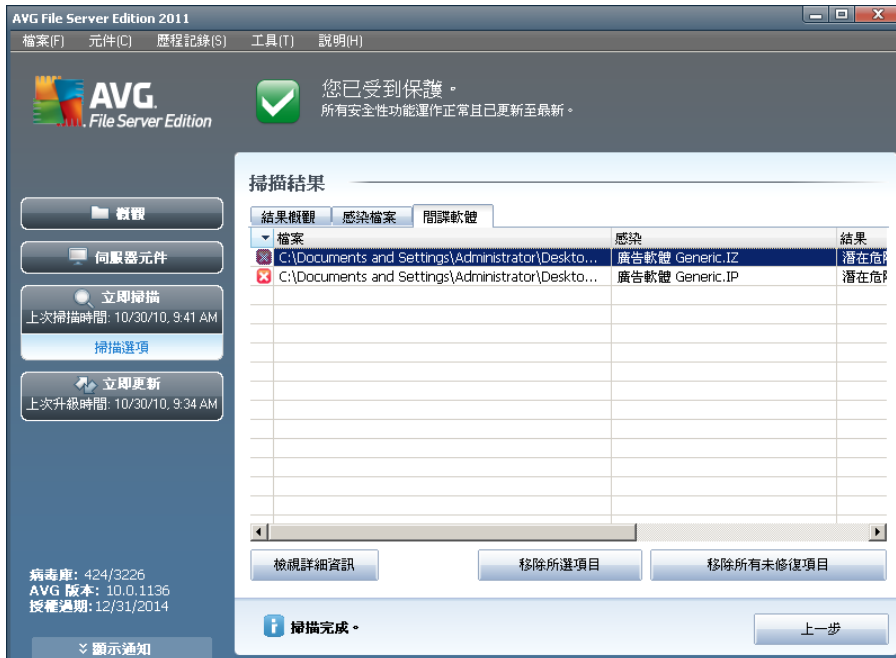 AVG File Server Edition 2011
檔案(F) 元件(C) 歷程記錄(S) 工具(T) 說明(H)
AVG.
File Server Edition
您已受到保護。
所有安全性功能運作正常且已更新至最新。
概觀
伺服器元件
立即掃描
上次掃描時間: 10/30/10, 9:41 AM
掃描選項
立即更新
上次升級時間: 10/30/10, 9:34 AM
病毒庫: 424/3226
AVG 版本: 10.0.1136
授權過期: 12/31/2014
顯示通知
掃描結果
結果概觀 感染檔案 間諜軟體
檔案 感染 結果
C:\Documents and Settings\Administrator\Deskto... 廣告軟體 Generic.IZ 潛在危
C:\Documents and Settings\Administrator\Deskto... 廣告軟體 Generic.IP 潛在危
檢視詳細資訊 移除所選項目 移除所有未修復項目
掃描完成。
上一步